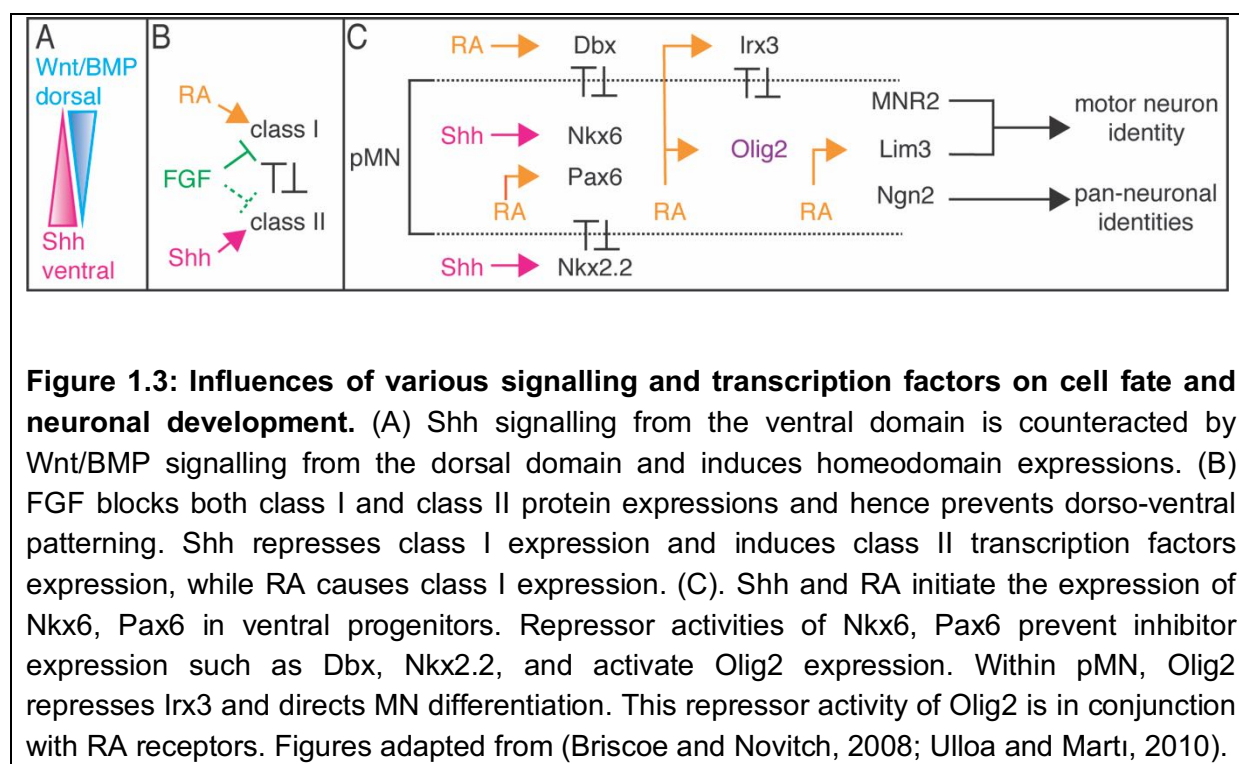 A
Wnt/BMP
dorsal
Shh
ventral
B
RA
class I
FGF
class II
Shh
C
RA Dbx Irx3
MNR2
motor neuron
identity
Shh Nkx6
pMN
Olig2
Lim3
Pax6
Ngn2
pan-neuronal
identities
RA RA RA
Shh Nkx2.2
Figure 1.3: Influences of various signalling and transcription factors on cell fate and
neuronal development. (A) Shh signalling from the ventral domain is counteracted by
Wnt/BMP signalling from the dorsal domain and induces homeodomain expressions. (B)
FGF blocks both class I and class II protein expressions and hence prevents dorso-ventral
patterning. Shh represses class I expression and induces class II transcription factors
expression, while RA causes class I expression. (C). Shh and RA initiate the expression of
Nkx6, Pax6 in ventral progenitors. Repressor activities of Nkx6, Pax6 prevent inhibitor
expression such as Dbx, Nkx2.2, and activate Olig2 expression. Within pMN, Olig2
represses Irx3 and directs MN differentiation. This repressor activity of Olig2 is in conjunction
with RA receptors. Figures adapted from (Briscoe and Novitch, 2008; Ulloa and Martı, 2010).